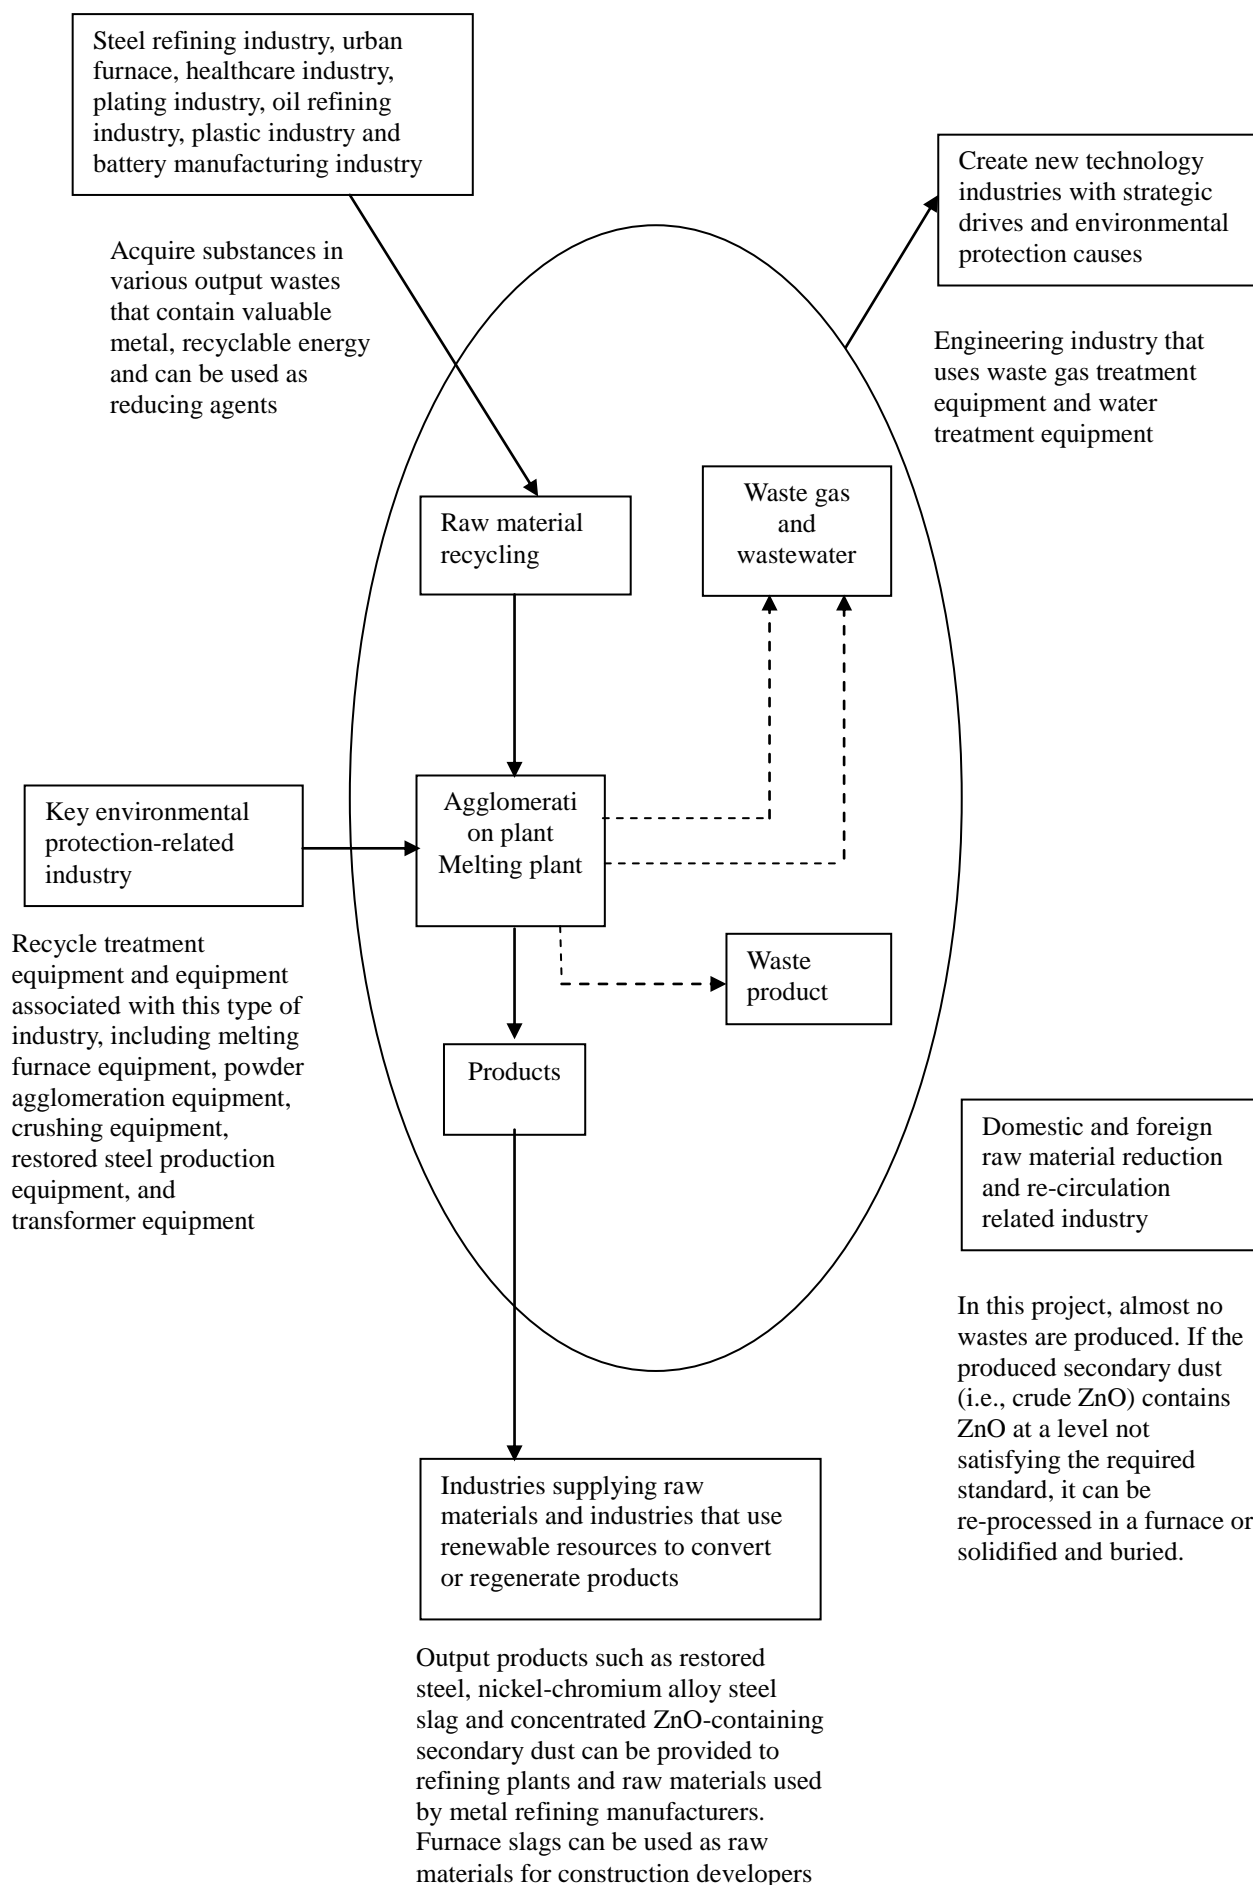 Steel refining industry, urban
furnace, healthcare industry,
plating industry, oil refining
industry, plastic industry and
battery manufacturing industry
Create new technology
industries with strategic
drives and environmental
protection causes
Acquire substances in
various output wastes
that contain valuable
metal, recyclable energy
and can be used as
reducing agents
Engineering industry that
uses waste gas treatment
equipment and water
treatment equipment
Raw material
recycling
Waste gas
and
wastewater
Key environmental
protection-related
industry
Agglomerati
on plant
Melting plant
Recycle treatment
equipment and equipment
associated with this type of
industry, including melting
furnace equipment, powder
agglomeration equipment,
crushing equipment,
restored steel production
equipment, and
transformer equipment
Waste
product
Products
Domestic and foreign
raw material reduction
and re-circulation
related industry
In this project, almost no
wastes are produced. If the
produced secondary dust
(i.e., crude ZnO) contains
ZnO at a level not
satisfying the required
standard, it can be
re-processed in a furnace or
solidified and buried.
Industries supplying raw
materials and industries that use
renewable resources to convert
or regenerate products
Output products such as restored
steel, nickel-chromium alloy steel
slag and concentrated ZnO-containing
secondary dust can be provided to
refining plants and raw materials used
by metal refining manufacturers.
Furnace slags can be used as raw
materials for construction developers